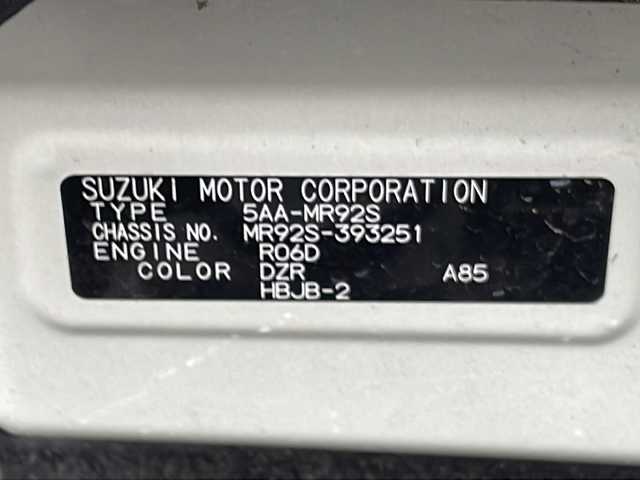 SUZUKI MOTOR CORPORATION
TYPE 5AA-MR92S
CHASSIS NO. MR92S-393251
ENGINE R06D
COLOR DZR A85
HBJB-2